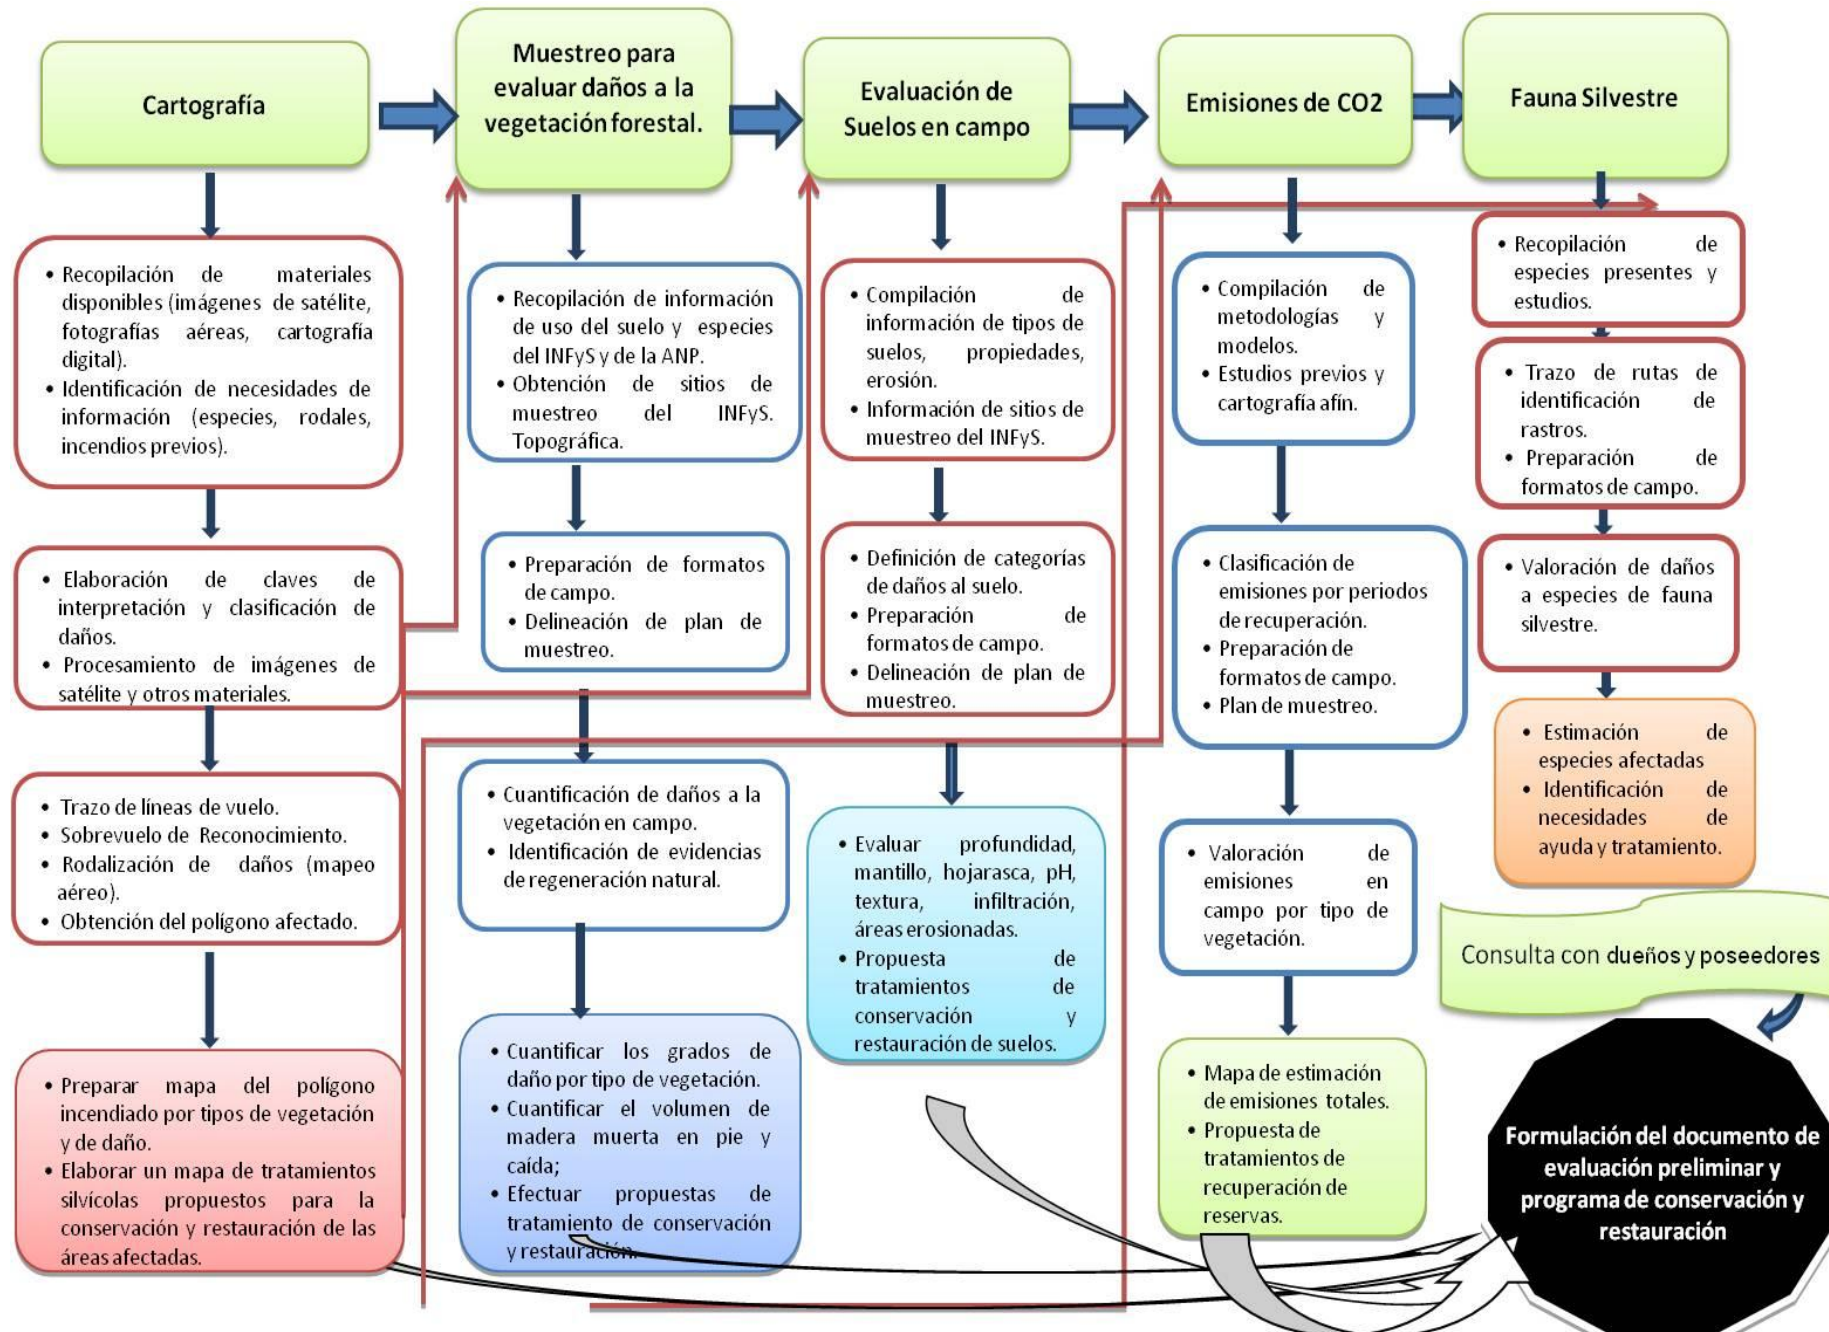 Cartografía
Muestreo para
evaluar daños a la
vegetación forestal.
Evaluación de
Suelos en campo
Emisiones de CO2
Fauna Silvestre
• Recopilación de materiales
disponibles (imágenes de satélite,
fotografías aéreas, cartografía
digital).
• Identificación de necesidades de
información (especies, rodales,
incendios previos).
• Elaboración de claves de
interpretación y clasificación de
daños.
• Procesamiento de imágenes de
satélite y otros materiales.
• Trazo de líneas de vuelo.
• Sobrevuelo de Reconocimiento.
• Rodalización de daños (mapeo
aéreo).
• Obtención del polígono afectado.
• Preparar mapa del polígono
incendiado por tipos de vegetación
y de daño.
• Elaborar un mapa de tratamientos
silvícolas propuestos para la
conservación y restauración de las
áreas afectadas.
• Recopilación de información
de uso del suelo y especies
del INFyS y de la ANP.
• Obtención de sitios de
muestreo del INFyS.
Topográfica.
• Preparación de formatos
de campo.
• Delineación de plan de
muestreo.
• Cuantificación de daños a la
vegetación en campo.
• Identificación de evidencias
de regeneración natural.
• Cuantificar los grados de
daño por tipo de vegetación.
• Cuantificar el volumen de
madera muerta en pie y
caída;
• Efectuar propuestas de
tratamiento de conservación
y restauración.
• Compilación de
información de tipos de
suelos, propiedades,
erosión.
• Información de sitios de
muestreo del INFyS.
• Definición de categorías
de daños al suelo.
• Preparación de
formatos de campo.
• Delineación de plan de
muestreo.
• Evaluar profundidad,
mantillo, hojarasca, pH,
textura, infiltración,
áreas erosionadas.
• Propuesta de
tratamientos de
conservación y
restauración de suelos.
• Compilación de
metodologías y
modelos.
• Estudios previos y
cartografía afín.
• Clasificación de
emisiones por periodos
de recuperación.
• Preparación de
formatos de campo.
• Plan de muestreo.
• Valoración de
emisiones en
campo por tipo de
vegetación.
• Mapa de estimación
de emisiones totales.
• Propuesta de
tratamientos de
recuperación de
reservas.
• Recopilación de
especies presentes y
estudios.
• Trazo de rutas de
identificación de
rastros.
• Preparación de
formatos de campo.
• Valoración de daños
a especies de fauna
silvestre.
• Estimación de
especies afectadas
• Identificación de
necesidades de
ayuda y tratamiento.
Consulta con dueños y poseedores
Formulación del documento de
evaluación preliminar y
programa de conservación y
restauración